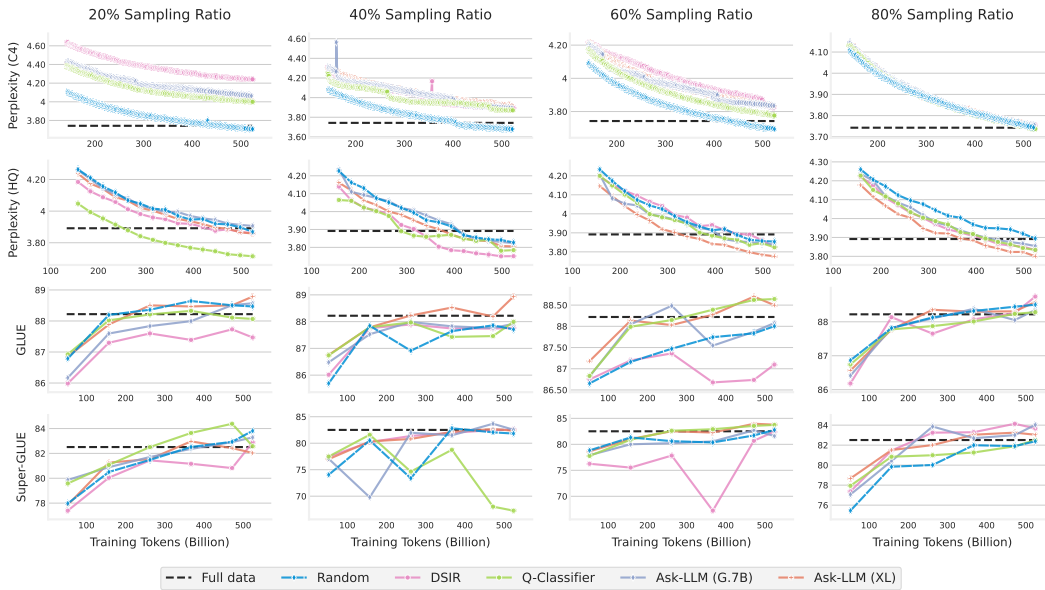 20% Sampling Ratio
40% Sampling Ratio
60% Sampling Ratio
80% Sampling Ratio
Perplexity (C4)
4.60
4.40
4.20
4.00
3.80
100 200 300 400 500
4.60
4.40
4.20
4
3.80
3.60
100 200 300 400 500
4.20
4
3.80
100 200 300 400 500
4.10
4
3.90
3.80
3.70
100 200 300 400 500
Perplexity (HQ)
4.20
4
3.80
100 200 300 400 500
4.20
4.10
4
3.90
3.80
100 200 300 400 500
4.20
4.10
4
3.90
3.80
100 200 300 400 500
4.30
4.20
4.10
4
3.90
3.80
100 200 300 400 500
GLUE
89
88
87
86
100 200 300 400 500
89
88
87
86
100 200 300 400 500
88.50
88
87.50
87
86.50
100 200 300 400 500
88
87
86
100 200 300 400 500
Super-GLUE
84
82
80
78
100 200 300 400 500
85
80
75
70
100 200 300 400 500
85
80
75
70
100 200 300 400 500
84
82
80
78
76
100 200 300 400 500
Training Tokens (Billion)
Training Tokens (Billion)
Training Tokens (Billion)
Training Tokens (Billion)
Full data Random DSIR Q-Classifier Ask-LLM (G.7B) Ask-LLM (XL)